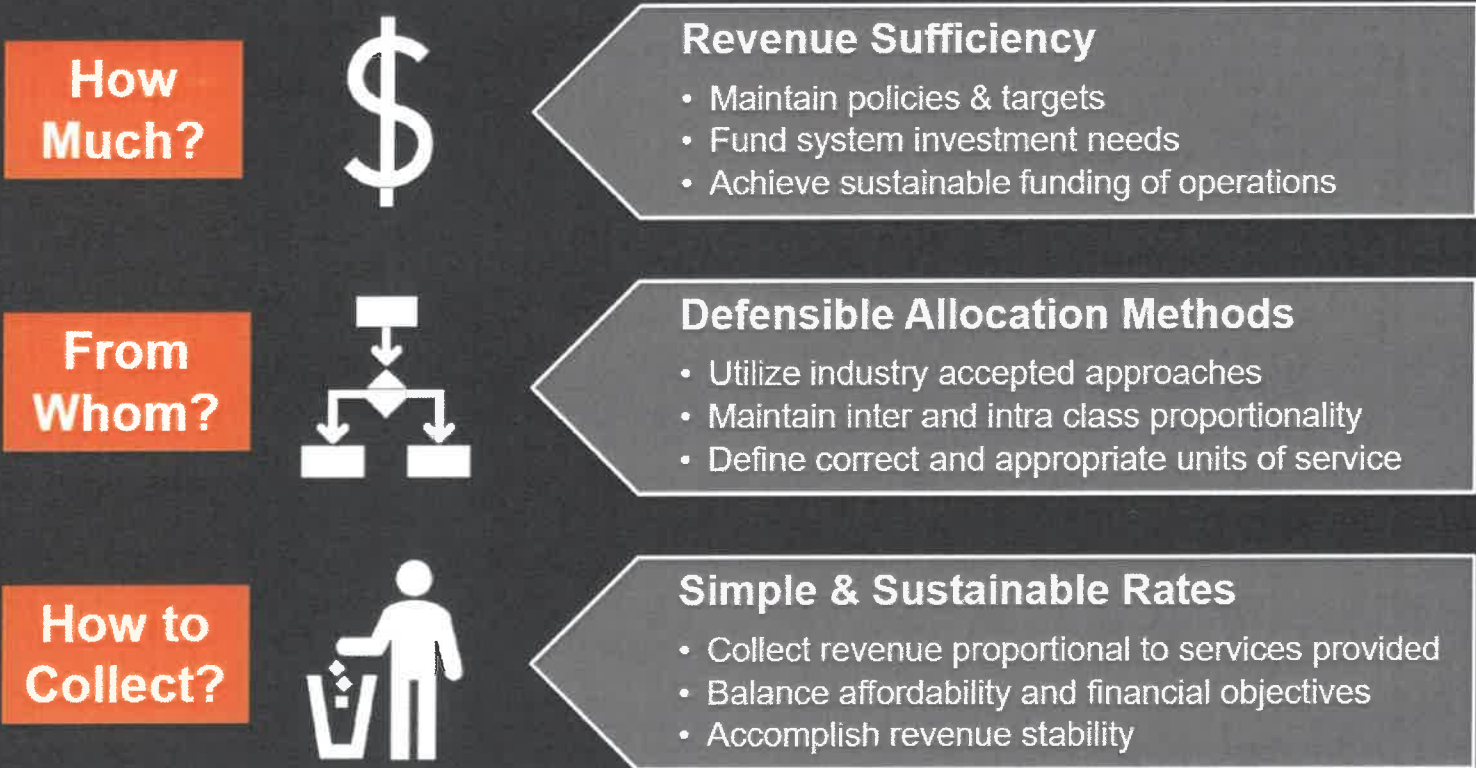 How
Much?
Revenue Sufficiency
• Maintain policies & targets
• Fund system investment needs
• Achieve sustainable funding of operations
From
Whom?
Defensible Allocation Methods
• Utilize industry accepted approaches
• Maintain inter and intra class proportionality
• Define correct and appropriate units of service
How to
Collect?
Simple & Sustainable Rates
• Collect revenue proportional to services provided
• Balance affordability and financial objectives
• Accomplish revenue stability